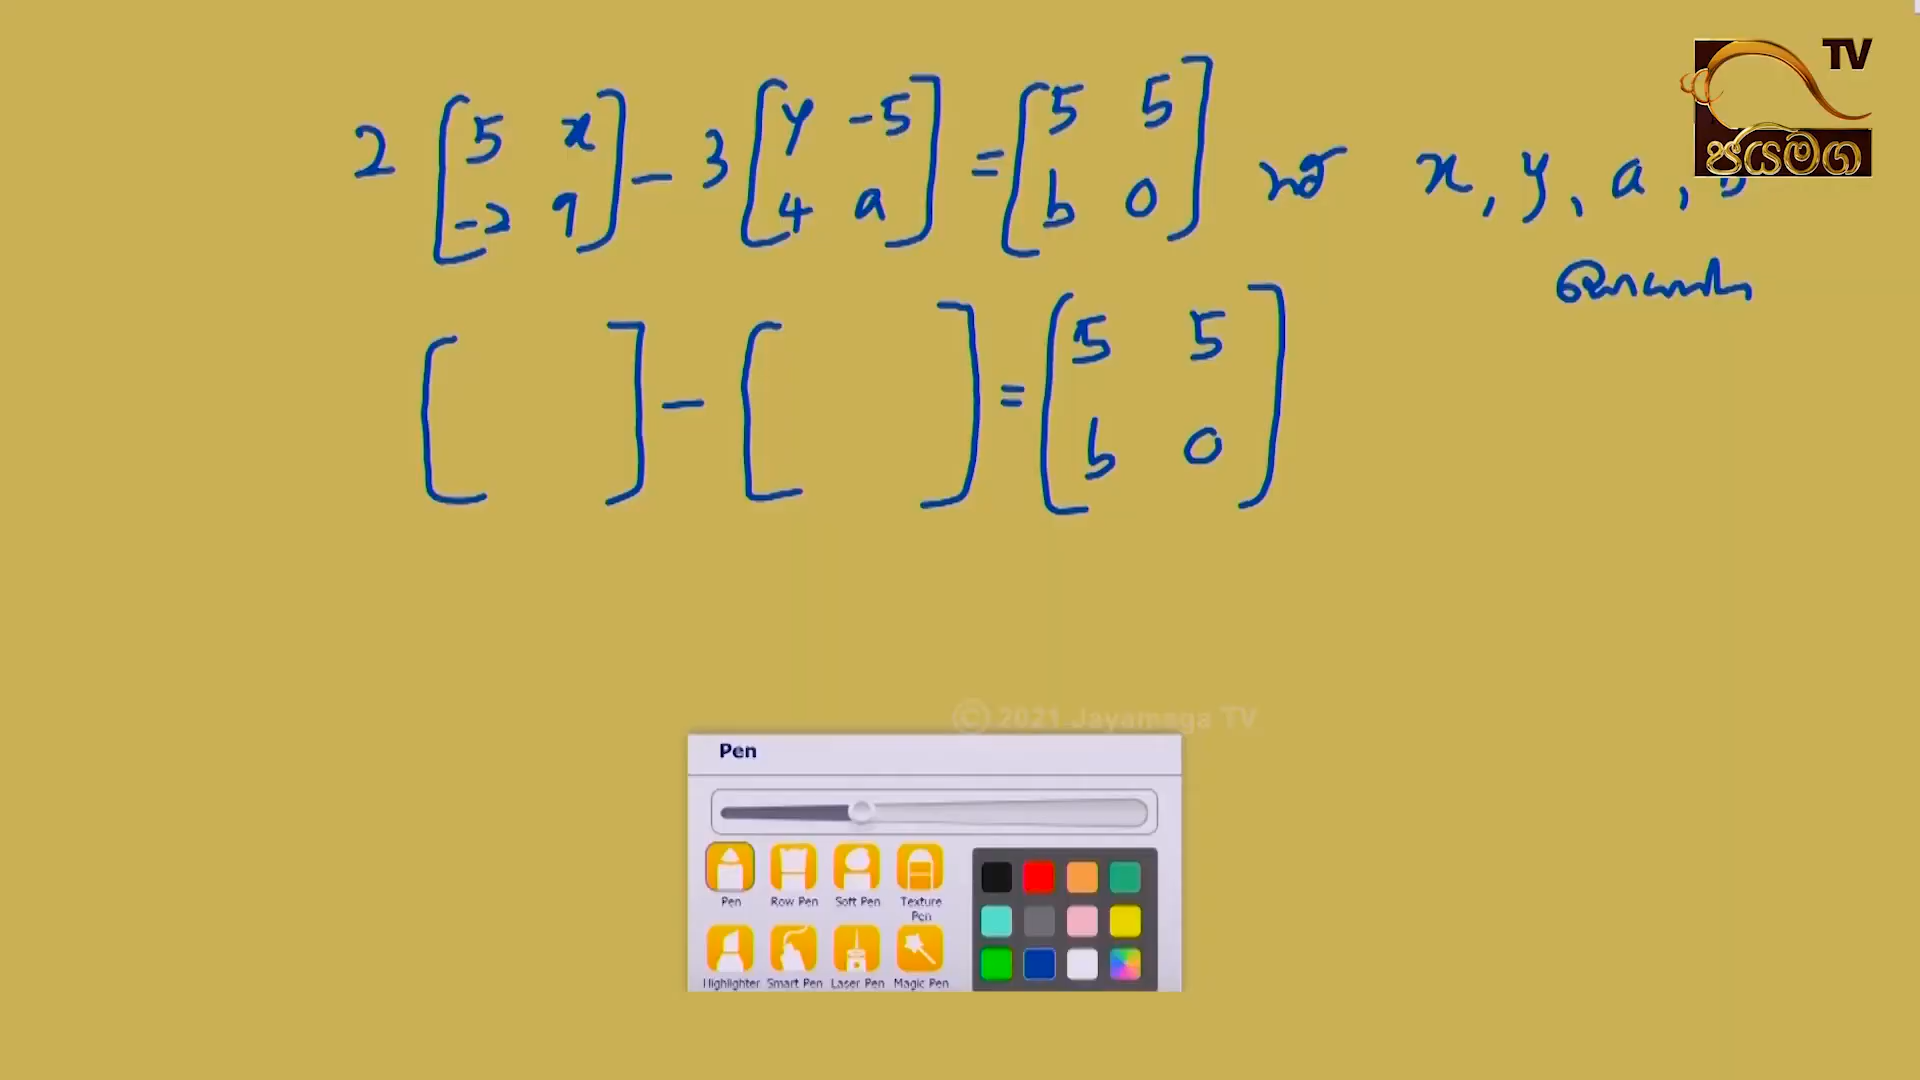 TV
ජයමග
2 [5 x -2 9] - 3 [y -5 4 a] = [5 5 b 0] නම් x, y, a, b
සොයන්න
[ ] - [ ] = [5 5 b 0]
© 2021 Jayamaga TV
Pen
Pen Row Pen Soft Pen Texture Pen
Highlighter Smart Pen Laser Pen Magic Pen